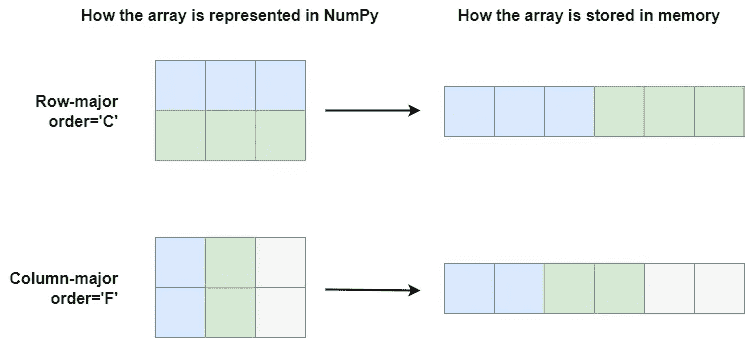 How the array is represented in NumPy
How the array is stored in memory
Row-major
order='C'
Column-major
order='F'